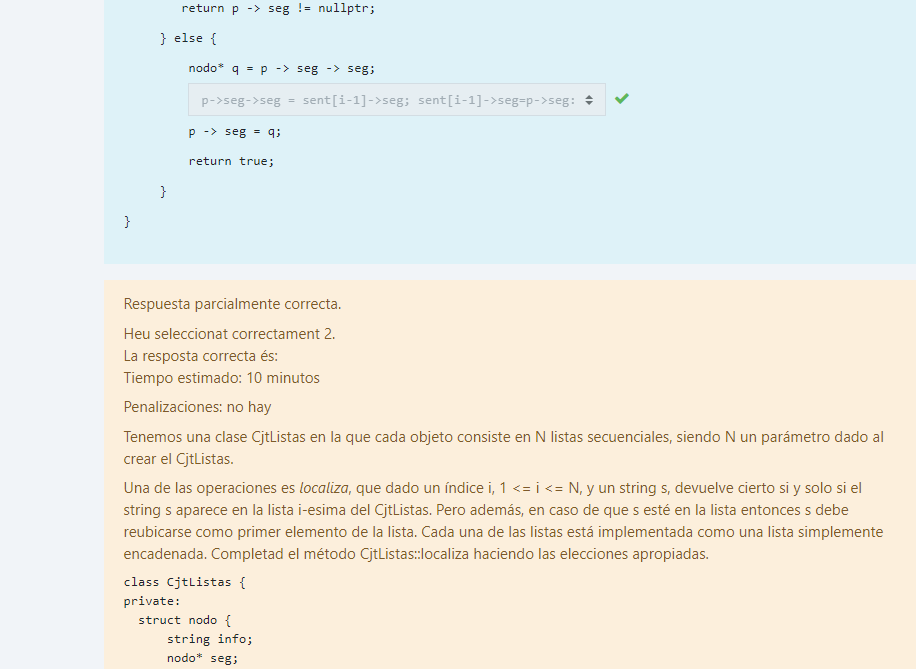 return p -> seg != nullptr;
} else {
nodo* q = p -> seg -> seg;
p->seg->seg = sent[i-1]->seg; sent[i-1]->seg=p->seg:
p -> seg = q;
return true;
}
}
Respuesta parcialmente correcta.
Heu seleccionat correctament 2.
La resposta correcta és:
Tiempo estimado: 10 minutos
Penalizaciones: no hay
Tenemos una clase CjtListas en la que cada objeto consiste en N listas secuenciales, siendo N un parámetro dado al
crear el CjtListas.
Una de las operaciones es localiza, que dado un índice i, 1 <= i <= N, y un string s, devuelve cierto si y solo si el
string s aparece en la lista i-esima del CjtListas. Pero además, en caso de que s esté en la lista entonces s debe
reubicarse como primer elemento de la lista. Cada una de las listas está implementada como una lista simplemente
encadenada. Completad el método CjtListas::localiza haciendo las elecciones apropiadas.
class CjtListas {
private:
struct nodo {
string info;
nodo* seg;